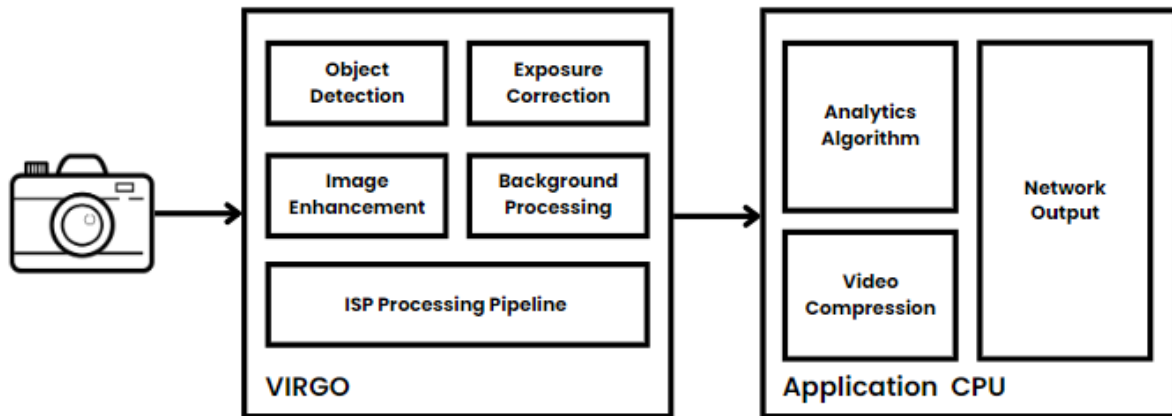 Object
Detection
Exposure
Correction
Image
Enhancement
Background
Processing
ISP Processing Pipeline
VIRGO
Analytics
Algorithm
Video
Compression
Network
Output
Application CPU